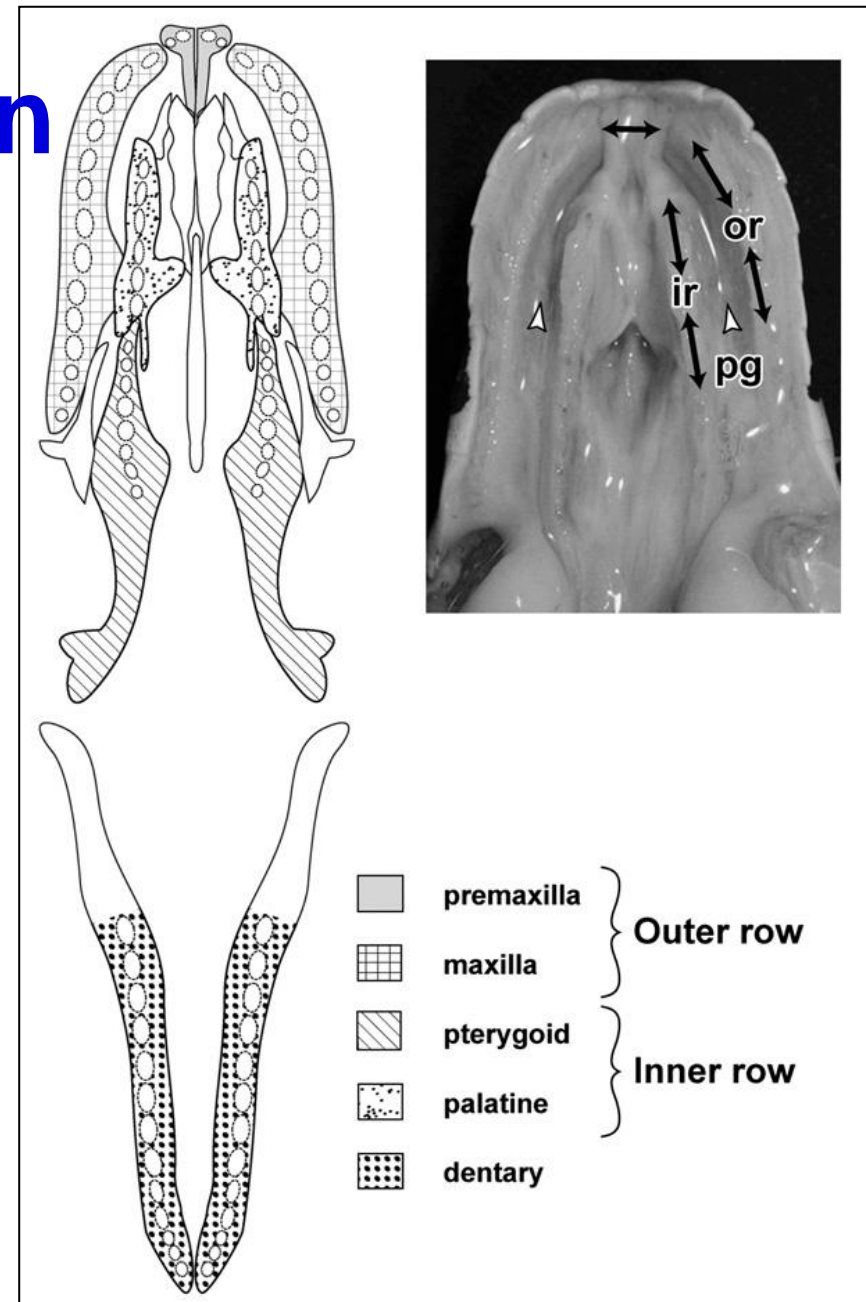 n
or
ir
pg
premaxilla
maxilla
Outer row
pterygoid
palatine
Inner row
dentary